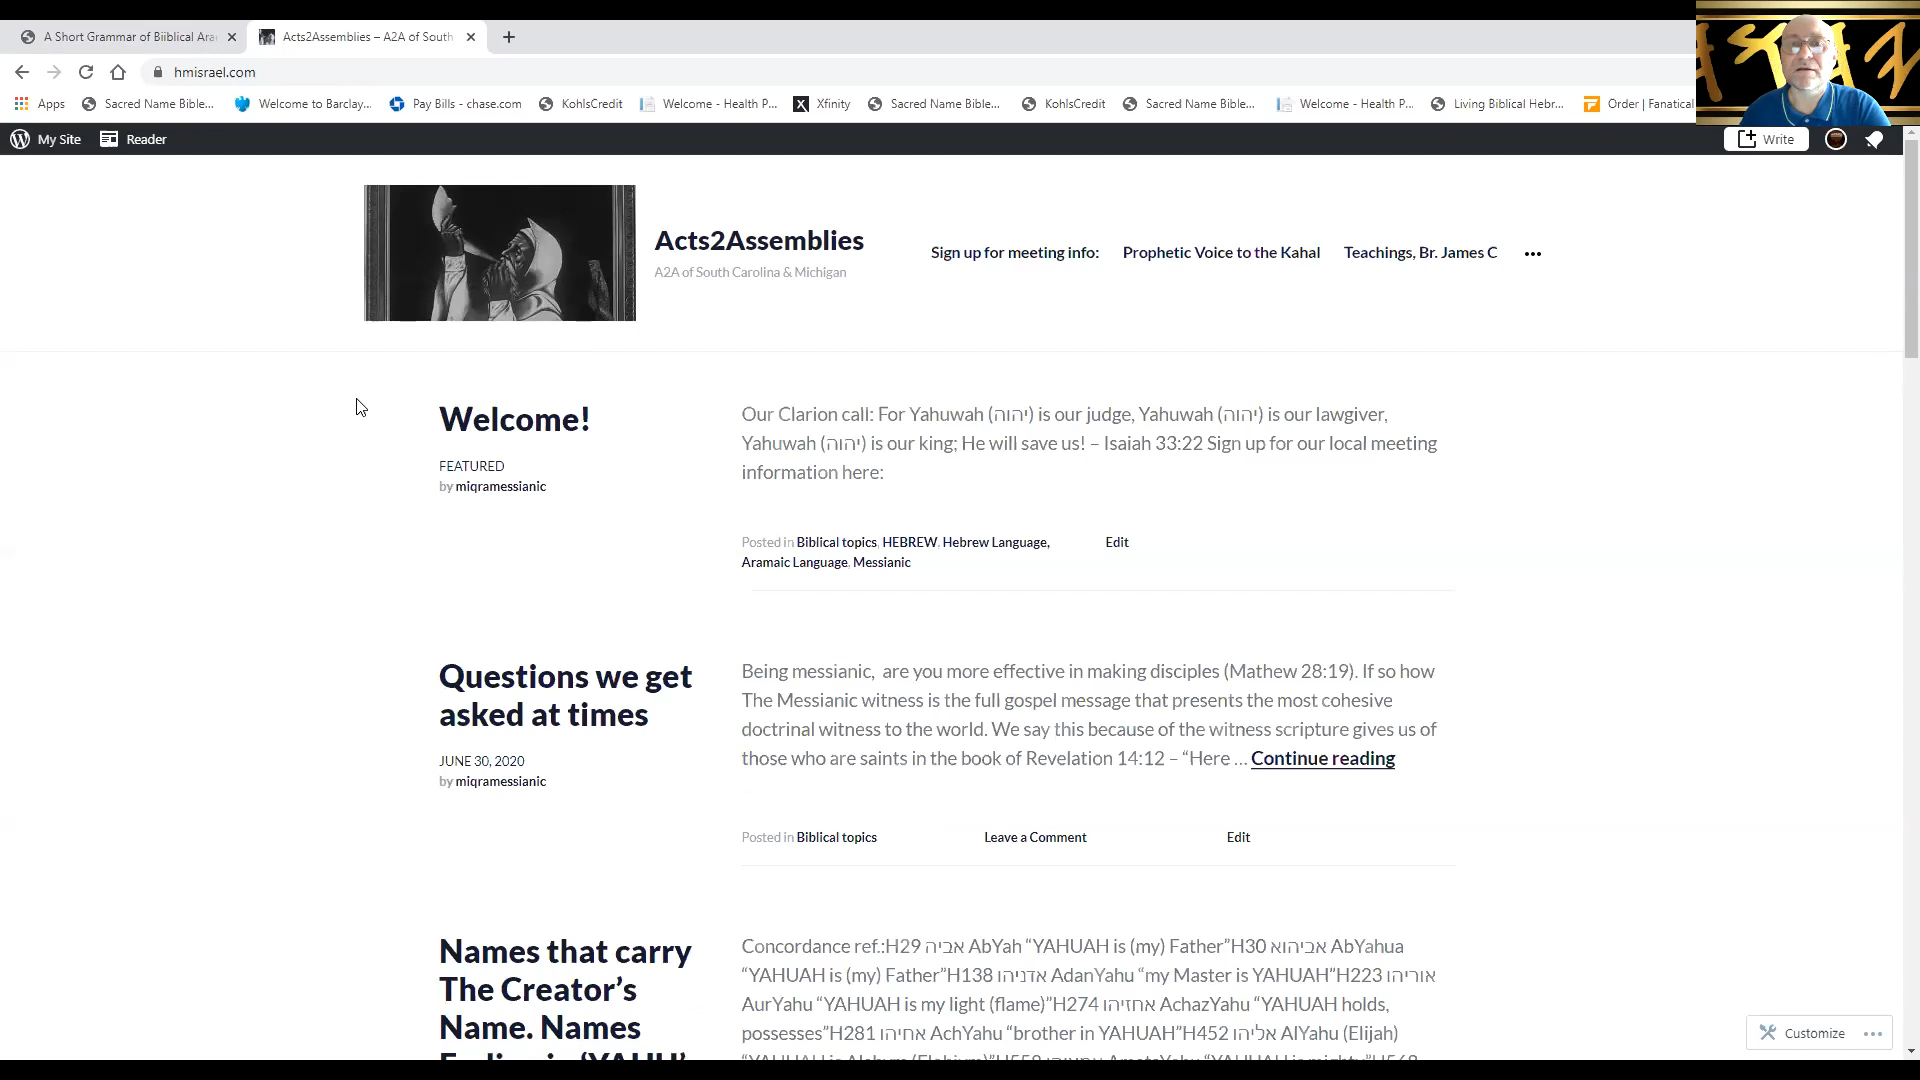 A Short Grammar of Biiblical Ara
Acts2Assemblies – A2A of South
hmisrael.com
Apps
Sacred Name Bible...
Welcome to Barclay...
Pay Bills - chase.com
KohlsCredit
Welcome - Health P...
Xfinity
Sacred Name Bible...
KohlsCredit
Sacred Name Bible...
Welcome - Health P...
Living Biblical Hebr...
Order | Fanatical
My Site
Reader
Write
Acts2Assemblies
A2A of South Carolina & Michigan
Sign up for meeting info:
Prophetic Voice to the Kahal
Teachings, Br. James C
Welcome!
FEATURED
by miqramessianic
Our Clarion call: For Yahuwah (יהוה) is our judge, Yahuwah (יהוה) is our lawgiver,
Yahuwah (יהוה) is our king; He will save us! – Isaiah 33:22 Sign up for our local meeting
information here:
Posted in Biblical topics, HEBREW, Hebrew Language,
Aramaic Language, Messianic
Edit
Questions we get
asked at times
JUNE 30, 2020
by miqramessianic
Being messianic, are you more effective in making disciples (Mathew 28:19). If so how
The Messianic witness is the full gospel message that presents the most cohesive
doctrinal witness to the world. We say this because of the witness scripture gives us of
those who are saints in the book of Revelation 14:12 – “Here … Continue reading
Posted in Biblical topics
Leave a Comment
Edit
Names that carry
The Creator’s
Name. Names
Concordance ref.:H29 אביה AbYah “YAHUAH is (my) Father”H30 אביהוא AbYahua
“YAHUAH is (my) Father”H138 אדניהו AdanYahu “my Master is YAHUAH”H223 אוריהו
AurYahu “YAHUAH is my light (flame)”H274 אחזיהו AchazYahu “YAHUAH holds,
possesses”H281 אחיהו AchYahu “brother in YAHUAH”H452 אליהו AlYahu (Elijah)
Customize